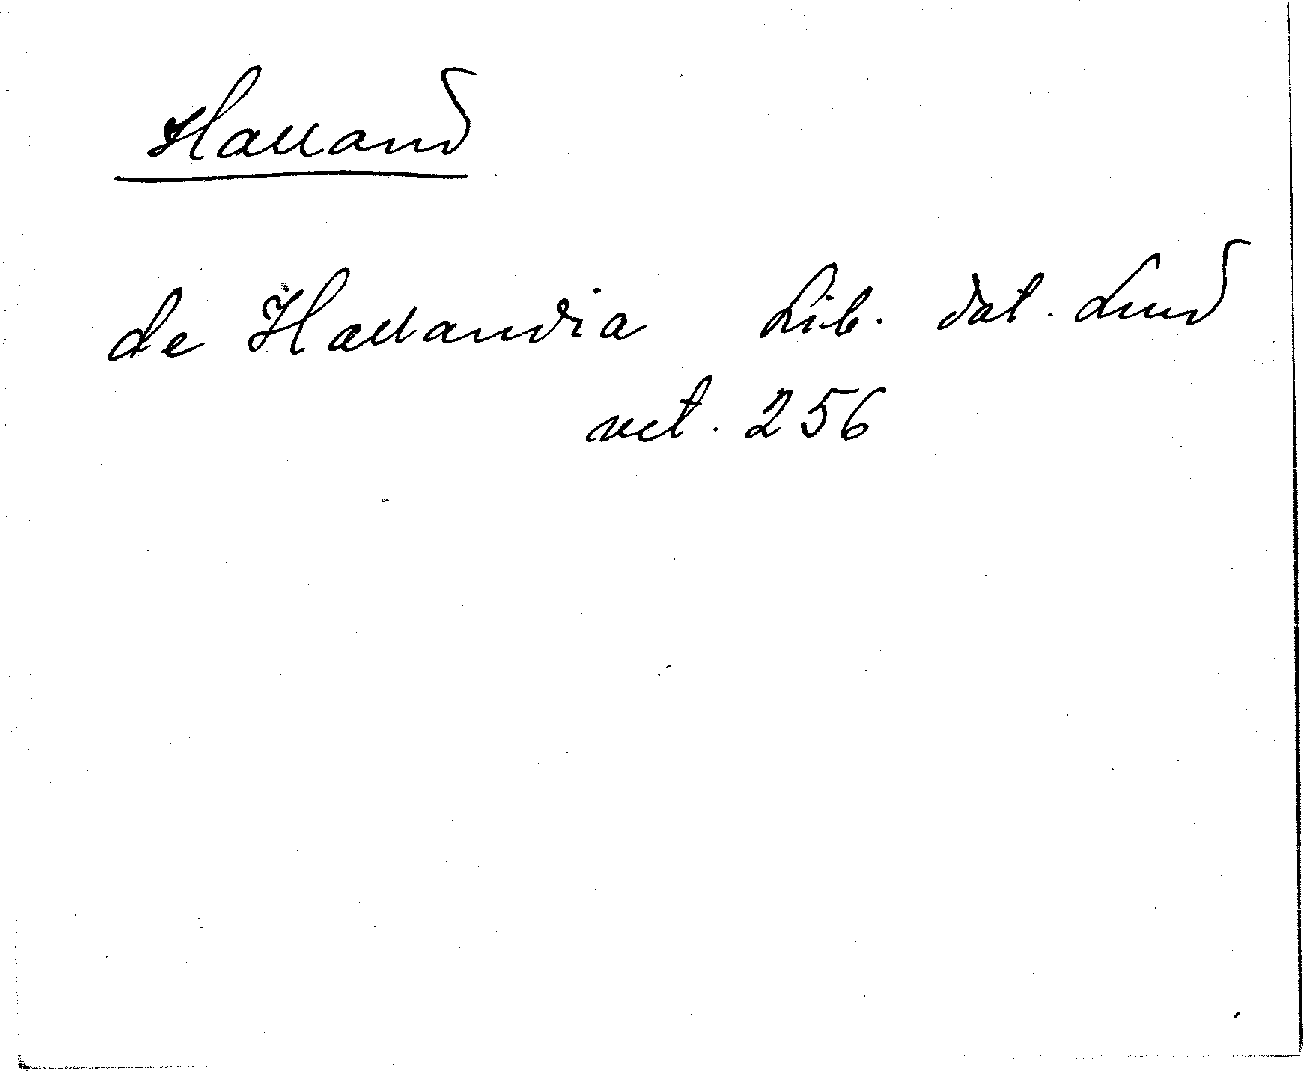 Halland
de Hallandia Lib. dat. Lund
vet. 256